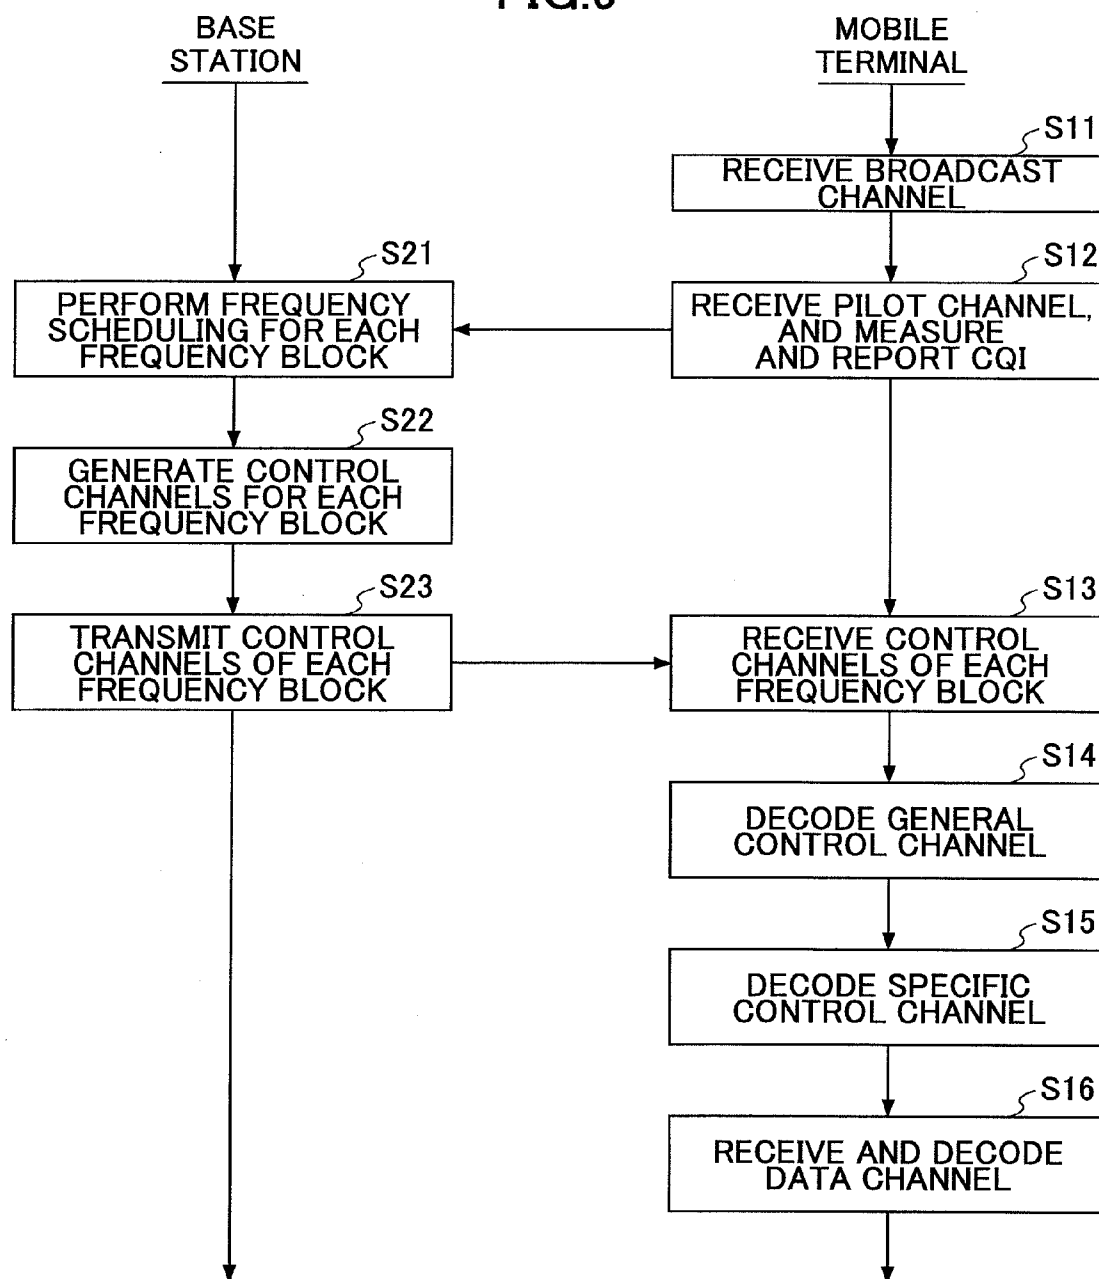 BASE
STATION
MOBILE
TERMINAL
S11
RECEIVE BROADCAST
CHANNEL
S21
PERFORM FREQUENCY
SCHEDULING FOR EACH
FREQUENCY BLOCK
S12
RECEIVE PILOT CHANNEL,
AND MEASURE
AND REPORT CQI
S22
GENERATE CONTROL
CHANNELS FOR EACH
FREQUENCY BLOCK
S23
TRANSMIT CONTROL
CHANNELS OF EACH
FREQUENCY BLOCK
S13
RECEIVE CONTROL
CHANNELS OF EACH
FREQUENCY BLOCK
S14
DECODE GENERAL
CONTROL CHANNEL
S15
DECODE SPECIFIC
CONTROL CHANNEL
S16
RECEIVE AND DECODE
DATA CHANNEL